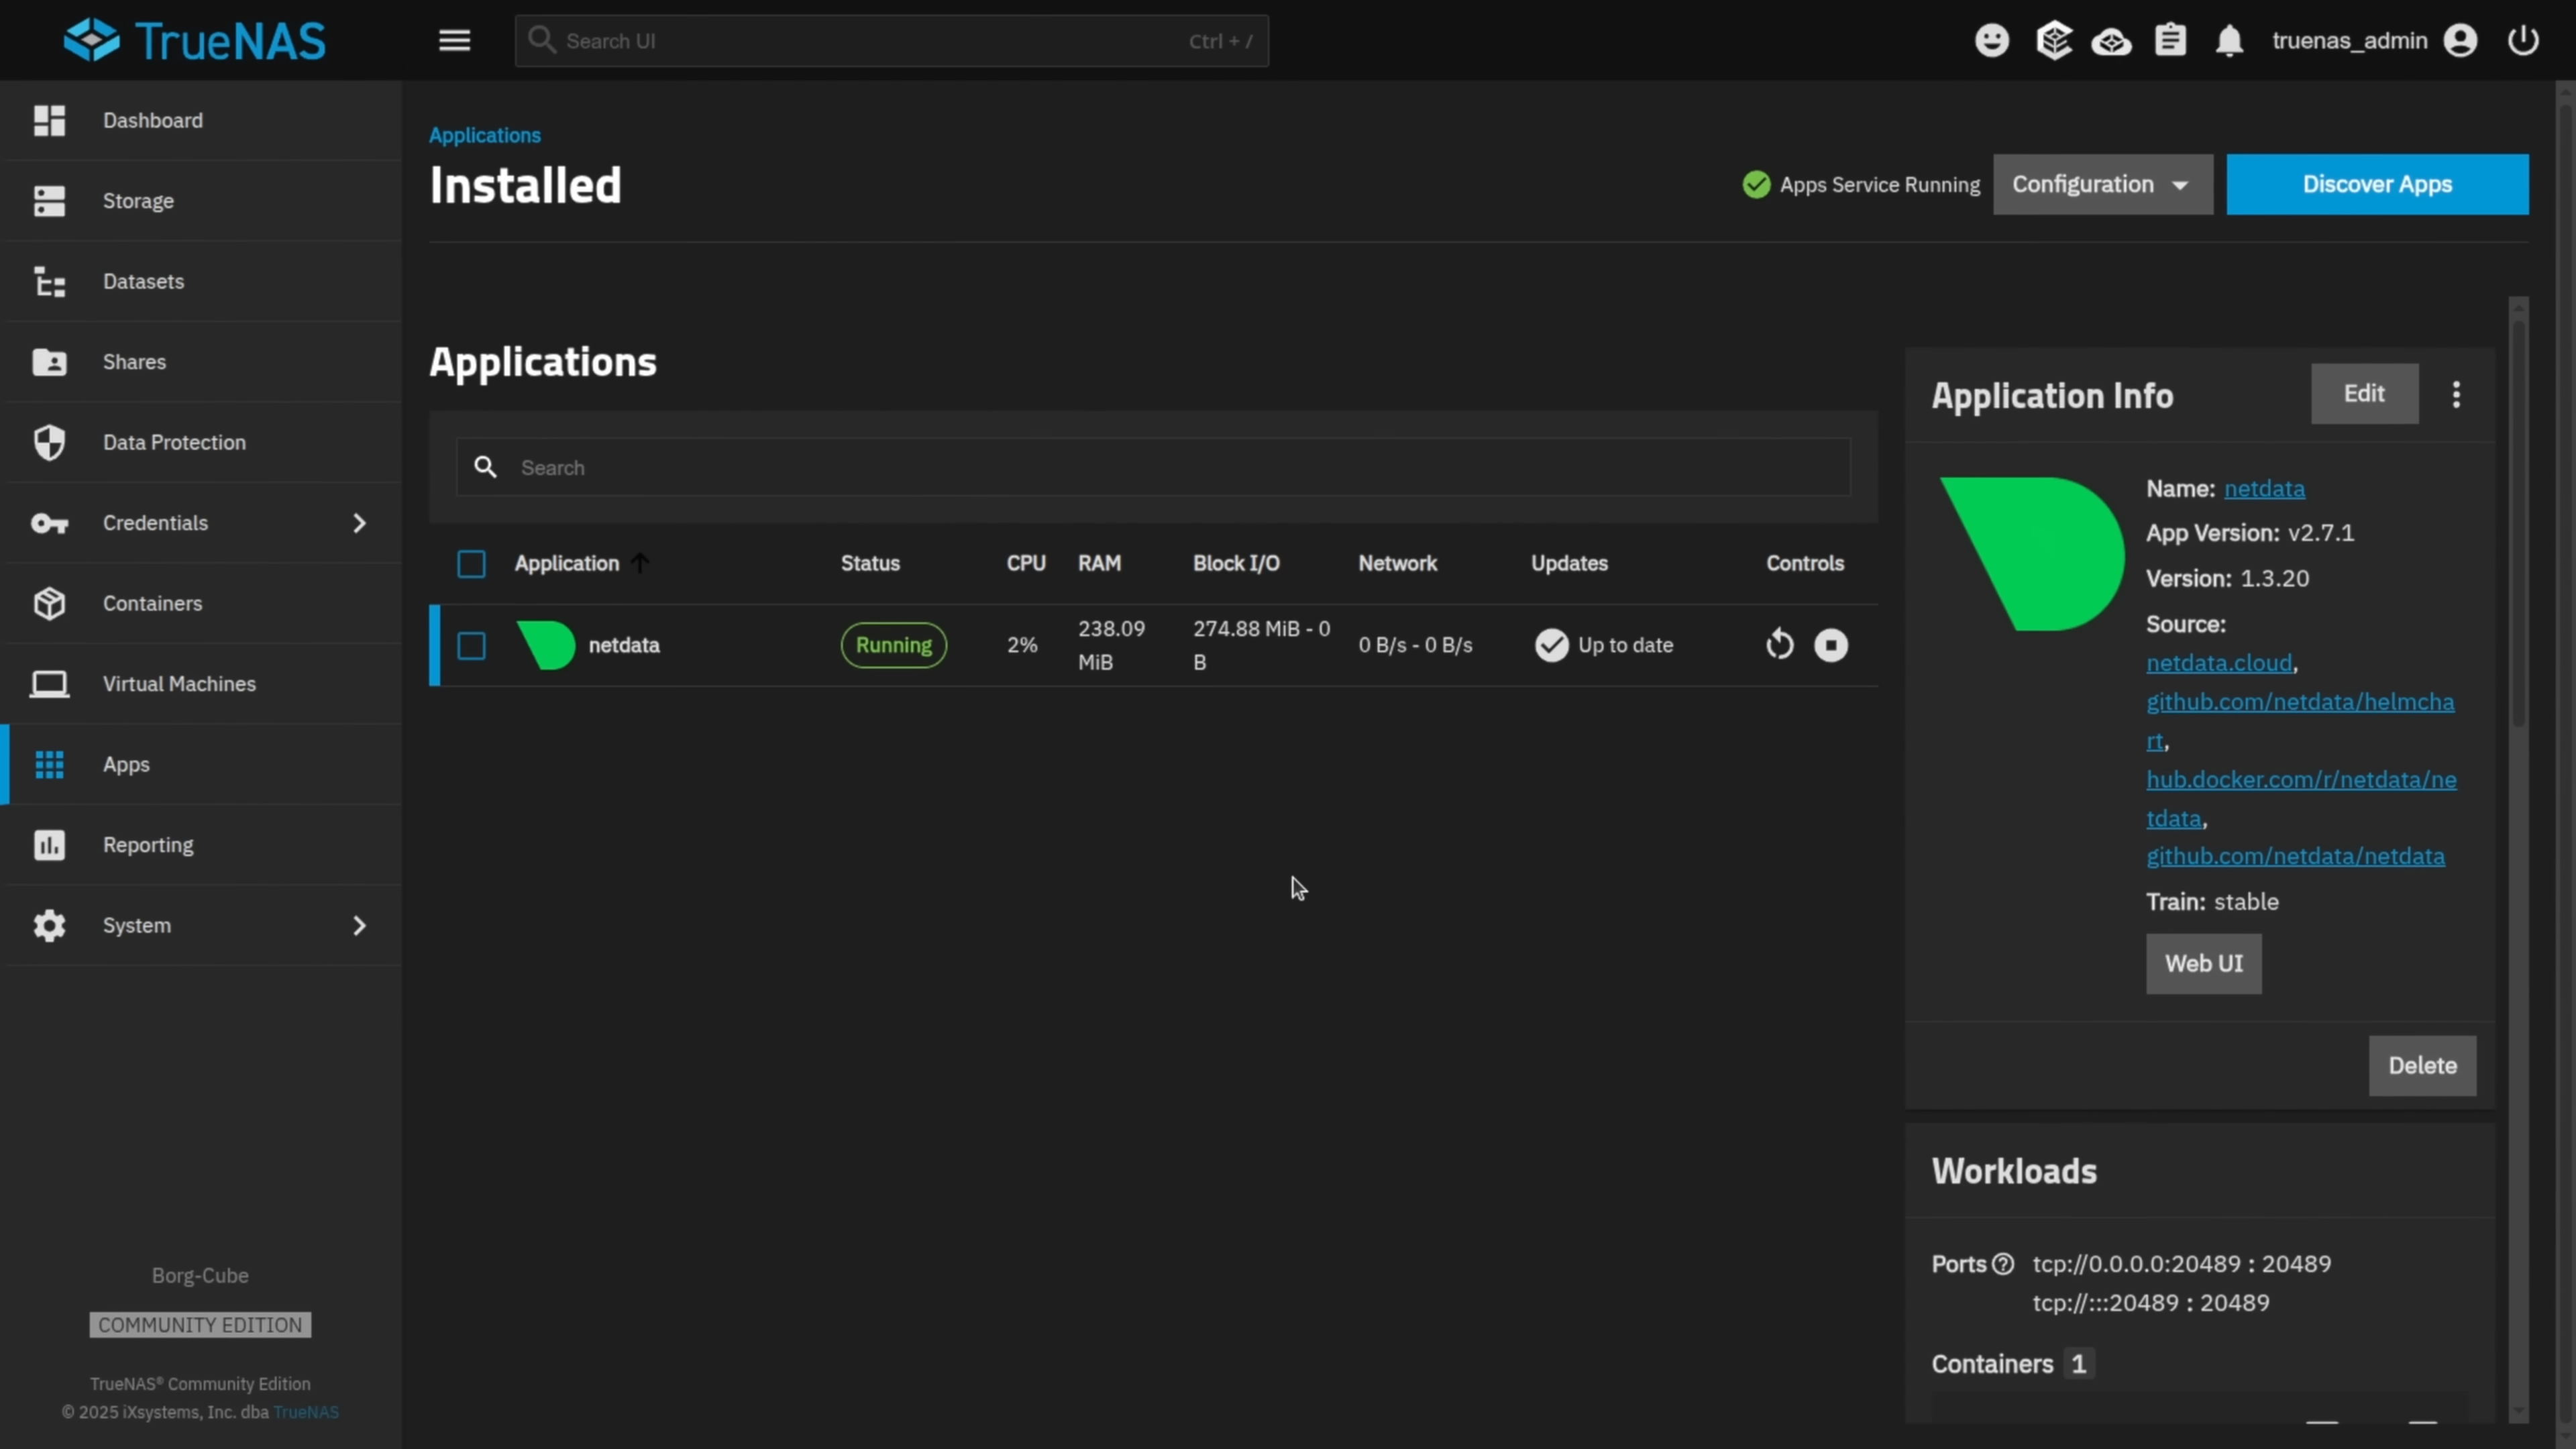 TrueNAS
Search UI
Ctrl + /
truenas_admin
Dashboard
Storage
Datasets
Shares
Data Protection
Credentials
Containers
Virtual Machines
Apps
Reporting
System
Borg-Cube
COMMUNITY EDITION
TrueNAS® Community Edition
© 2025 iXsystems, Inc. dba TrueNAS
Applications
Installed
Apps Service Running
Configuration
Discover Apps
Applications
Search
Application Status CPU RAM Block I/O Network Updates Controls
netdata Running 2% 238.09 274.88 MiB - 0 0 B/s - 0 B/s Up to date
MiB B
Application Info
Edit
Name: netdata
App Version: v2.7.1
Version: 1.3.20
Source:
netdata.cloud,
github.com/netdata/helmcha
rt,
hub.docker.com/r/netdata/ne
tdata,
github.com/netdata/netdata
Train: stable
Web UI
Delete
Workloads
Ports tcp://0.0.0.0:20489 : 20489
tcp://:::20489 : 20489
Containers 1